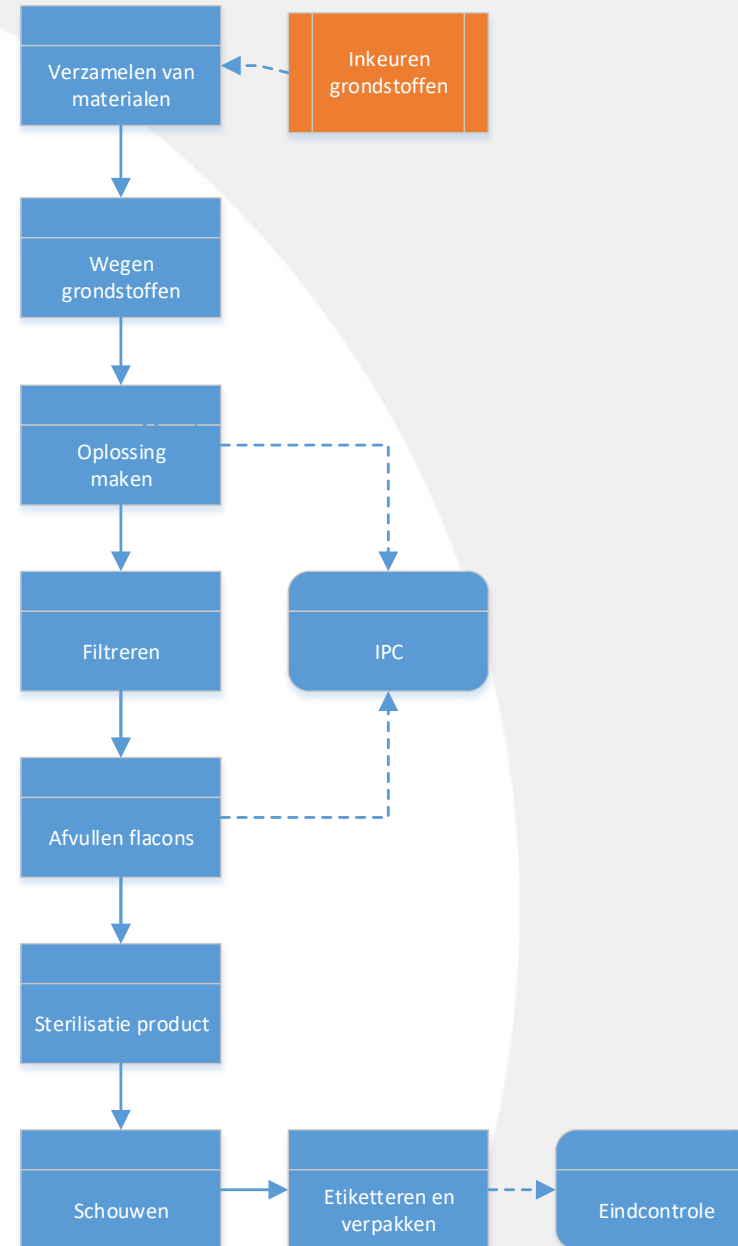 Verzamelen van
materialen
Inkeuren
grondstoffen
Wegen
grondstoffen
Oplossing
maken
Filtreren
IPC
Afvullen flacons
Sterilisatie product
Schouwen
Etiketteren en
verpakken
Eindcontrole